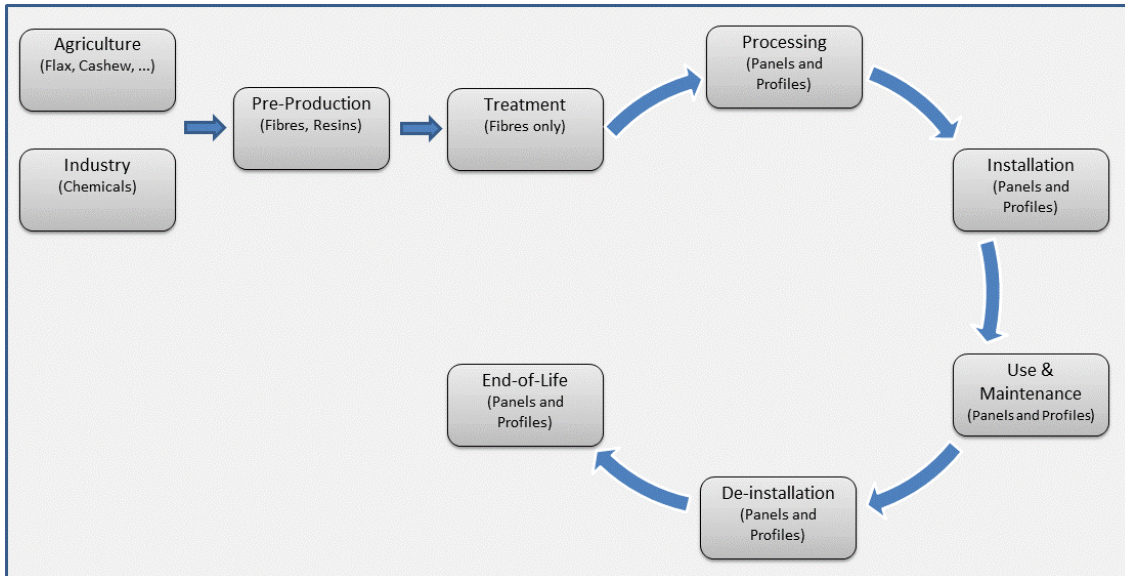 Agriculture
(Flax, Cashew, ...)
Industry
(Chemicals)
Pre-Production
(Fibres, Resins)
Treatment
(Fibres only)
Processing
(Panels and
Profiles)
Installation
(Panels and
Profiles)
Use &
Maintenance
(Panels and Profiles)
De-installation
(Panels and
Profiles)
End-of-Life
(Panels and
Profiles)